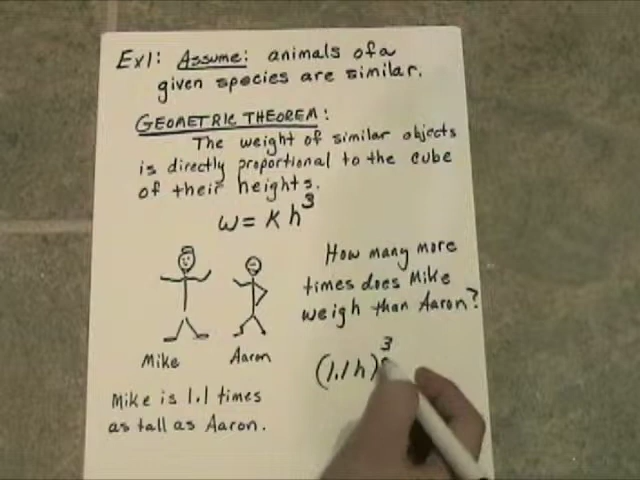 Ex1: Assume: animals of a
given species are similar.
GEOMETRIC THEOREM:
The weight of similar objects
is directly proportional to the cube
of their heights.
w = K h³
How many more
times does Mike
weigh than Aaron?
Mike
Aaron
(1.1h)³
Mike is 1.1 times
as tall as Aaron.